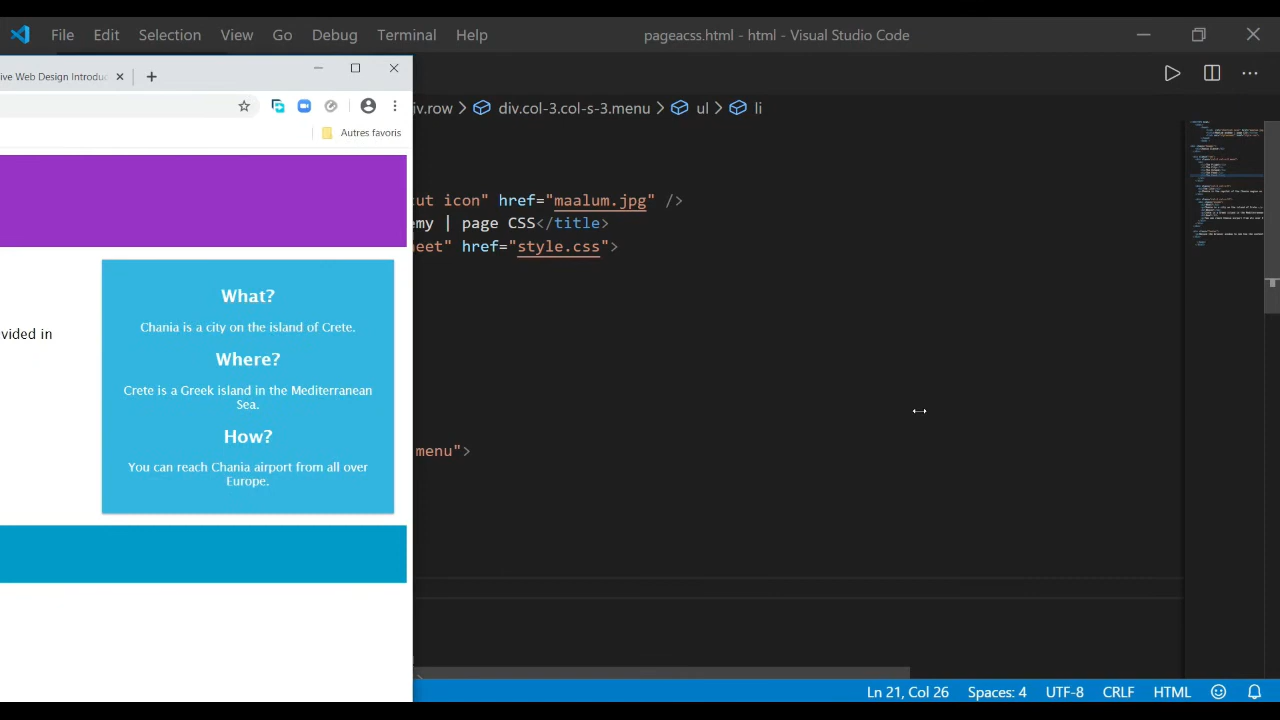 File Edit Selection View Go Debug Terminal Help pageacss.html - html - Visual Studio Code
ive Web Design Introduc
Autres favoris
iv.row > div.col-3.col-s-3.menu > ul > li
cut icon" href="maalum.jpg" />
emy | page CSS</title>
eet" href="style.css">
menu">
What?
Chania is a city on the island of Crete.
Where?
Crete is a Greek island in the Mediterranean
Sea.
How?
You can reach Chania airport from all over
Europe.
vided in
Ln 21, Col 26 Spaces: 4 UTF-8 CRLF HTML